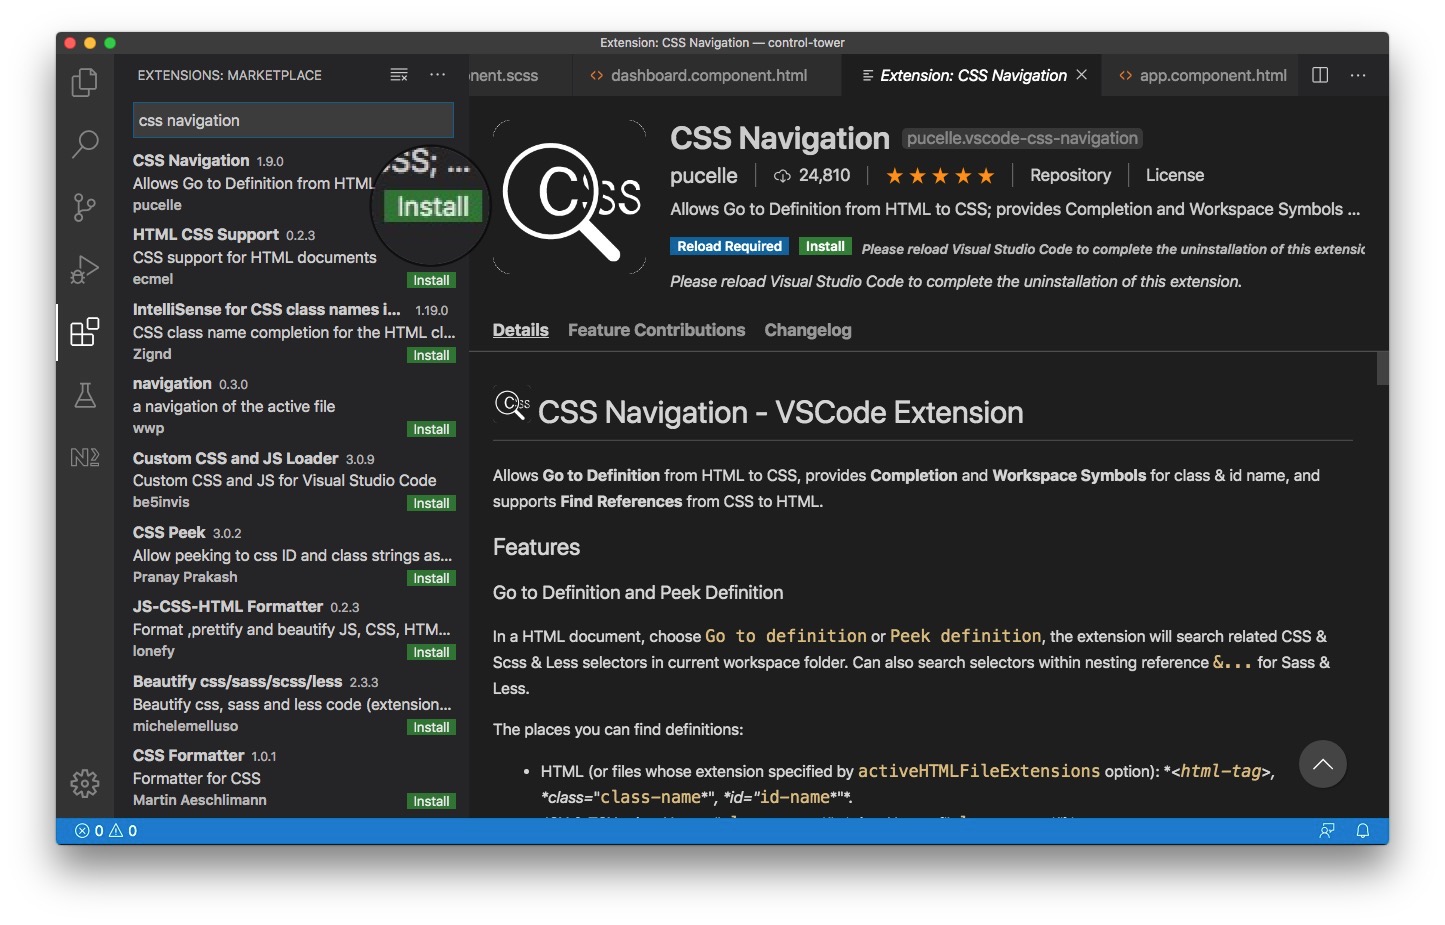 Extension: CSS Navigation — control-tower
EXTENSIONS: MARKETPLACE
nent.scss
dashboard.component.html
Extension: CSS Navigation
app.component.html
css navigation
CSS Navigation 1.9.0
Allows Go to Definition from HTML
pucelle
SS; ...
Install
HTML CSS Support 0.2.3
CSS support for HTML documents
ecmel
Install
IntelliSense for CSS class names i... 1.19.0
CSS class name completion for the HTML cl...
Zignd
Install
navigation 0.3.0
a navigation of the active file
wwp
Install
Custom CSS and JS Loader 3.0.9
Custom CSS and JS for Visual Studio Code
be5invis
Install
CSS Peek 3.0.2
Allow peeking to css ID and class strings as...
Pranay Prakash
Install
JS-CSS-HTML Formatter 0.2.3
Format ,prettify and beautify JS, CSS, HTM...
lonefy
Install
Beautify css/sass/scss/less 2.3.3
Beautify css, sass and less code (extension...
michelemelluso
Install
CSS Formatter 1.0.1
Formatter for CSS
Martin Aeschlimann
Install
Css
CSS Navigation pucelle.vscode-css-navigation
pucelle 24,810 ★★★★★ Repository License
Allows Go to Definition from HTML to CSS; provides Completion and Workspace Symbols ...
Reload Required Install Please reload Visual Studio Code to complete the uninstallation of this extensic
Please reload Visual Studio Code to complete the uninstallation of this extension.
Details Feature Contributions Changelog
Css CSS Navigation - VSCode Extension
Allows Go to Definition from HTML to CSS, provides Completion and Workspace Symbols for class & id name, and
supports Find References from CSS to HTML.
Features
Go to Definition and Peek Definition
In a HTML document, choose Go to definition or Peek definition, the extension will search related CSS &
Scss & Less selectors in current workspace folder. Can also search selectors within nesting reference &... for Sass &
Less.
The places you can find definitions:
• HTML (or files whose extension specified by activeHTMLFileExtensions option): *<html-tag>,
*class="class-name*", *id="id-name*"*.
0 0